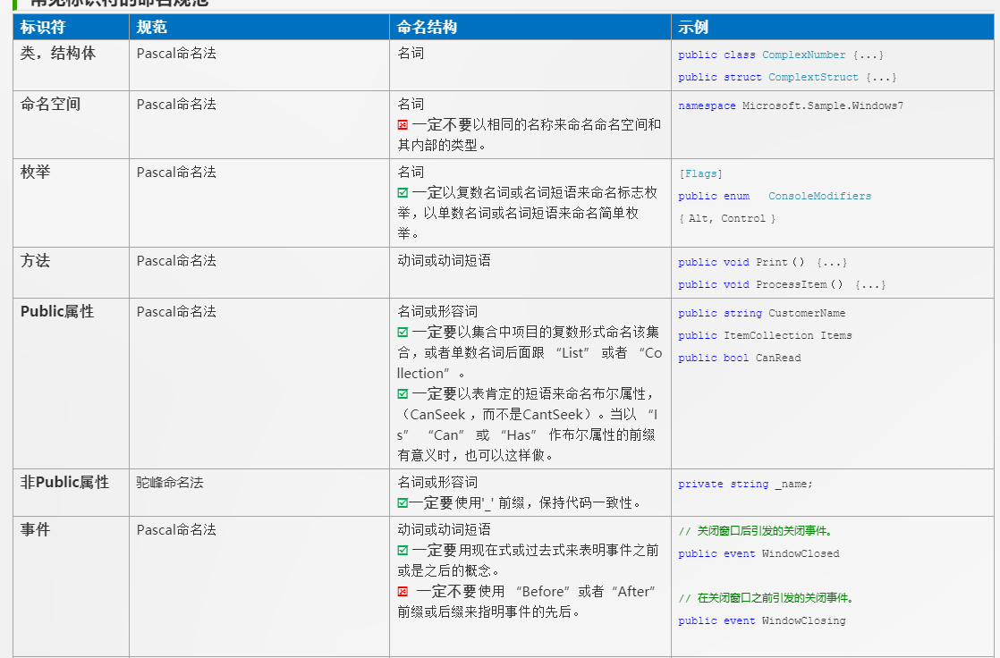 常见标识符的命名规范
标识符 规范 命名结构 示例
类，结构体 Pascal命名法 名词 public class ComplexNumber {...}
public struct ComplextStruct {...}
命名空间 Pascal命名法 名词 namespace Microsoft.Sample.Windows7
一定不要以相同的名称来命名命名空间和
其内部的类型。
枚举 Pascal命名法 名词 [Flags]
一定以复数名词或名词短语来命名标志枚 public enum ConsoleModifiers
举，以单数名词或名词短语来命名简单枚 { Alt, Control }
举。
方法 Pascal命名法 动词或动词短语 public void Print() {...}
public void ProcessItem() {...}
Public属性 Pascal命名法 名词或形容词 public string CustomerName
一定要以集合中项目的复数形式命名该集 public ItemCollection Items
合，或者单数名词后面跟 “List” 或者 “Co public bool CanRead
llection” 。
一定要以表肯定的短语来命名布尔属性，
（CanSeek ，而不是CantSeek）。当以 “I
s” “Can” 或 “Has” 作布尔属性的前缀
有意义时，也可以这样做。
非Public属性 驼峰命名法 名词或形容词 private string _name;
一定要使用'_' 前缀，保持代码一致性。
事件 Pascal命名法 动词或动词短语 // 关闭窗口后引发的关闭事件。
一定要用现在式或过去式来表明事件之前 public event WindowClosed
或是之后的概念。
一定不要使用 “Before” 或者 “After” // 在关闭窗口之前引发的关闭事件。
前缀或后缀来指明事件的先后。 public event WindowClosing